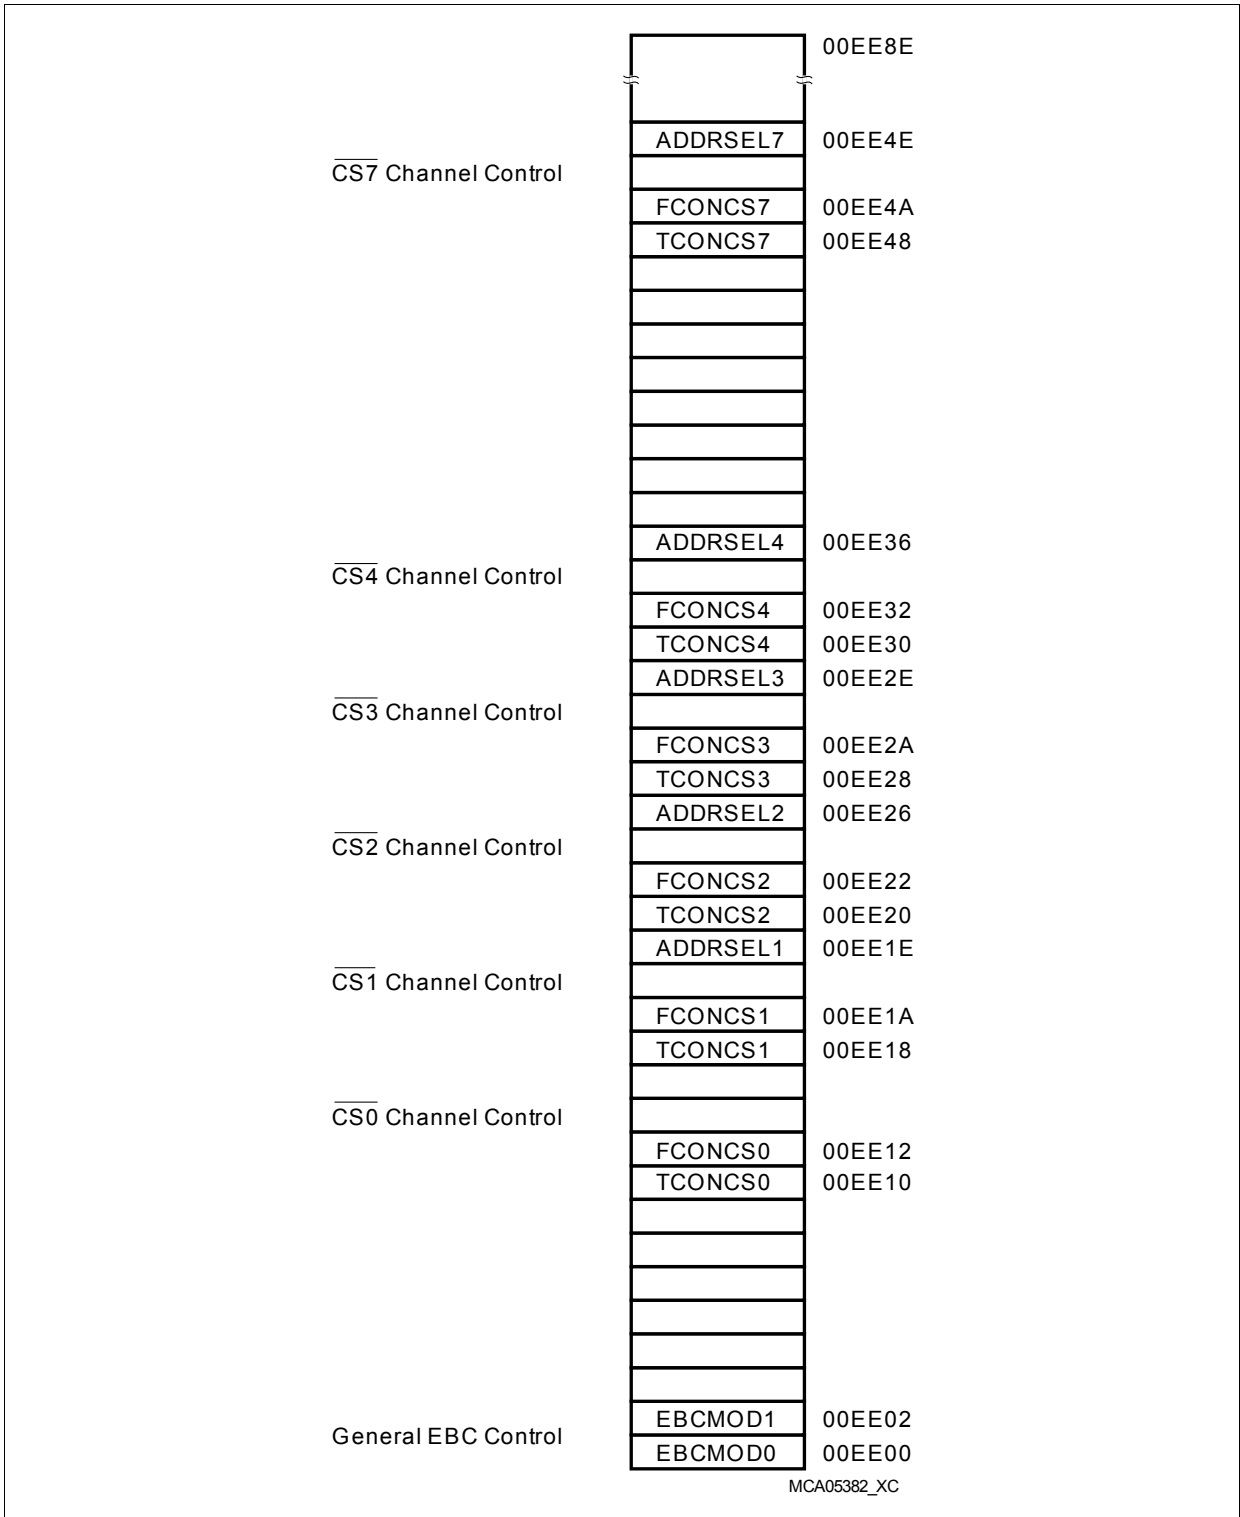 00EE8E
ADDRSEL7 00EE4E
CS7 Channel Control
FCONCS7 00EE4A
TCONCS7 00EE48
ADDRSEL4 00EE36
CS4 Channel Control
FCONCS4 00EE32
TCONCS4 00EE30
ADDRSEL3 00EE2E
CS3 Channel Control
FCONCS3 00EE2A
TCONCS3 00EE28
ADDRSEL2 00EE26
CS2 Channel Control
FCONCS2 00EE22
TCONCS2 00EE20
ADDRSEL1 00EE1E
CS1 Channel Control
FCONCS1 00EE1A
TCONCS1 00EE18
CS0 Channel Control
FCONCS0 00EE12
TCONCS0 00EE10
EBCMOD1 00EE02
General EBC Control
EBCMOD0 00EE00
MCA05382_XC